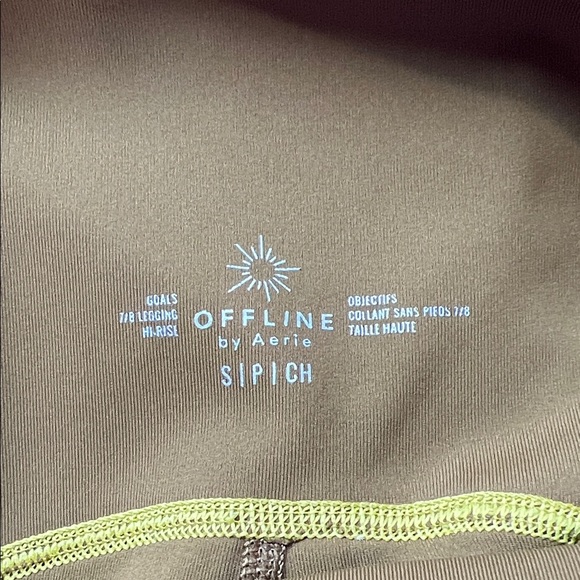 GOALS
7/8 LEGGING
HI-RISE
OFFLINE
by Aerie
S|P|CH
OBJECTIFS
COLLANT SANS PIEDS 7/8
TAILLE HAUTE